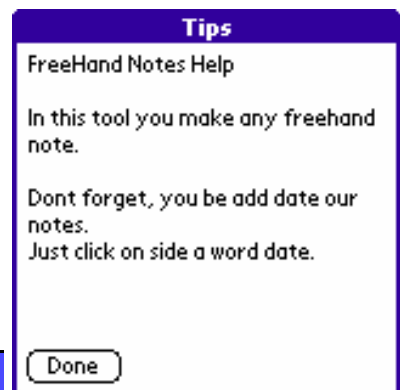 Tips
FreeHand Notes Help
In this tool you make any freehand
note.
Dont forget, you be add date our
notes.
Just click on side a word date.
Done